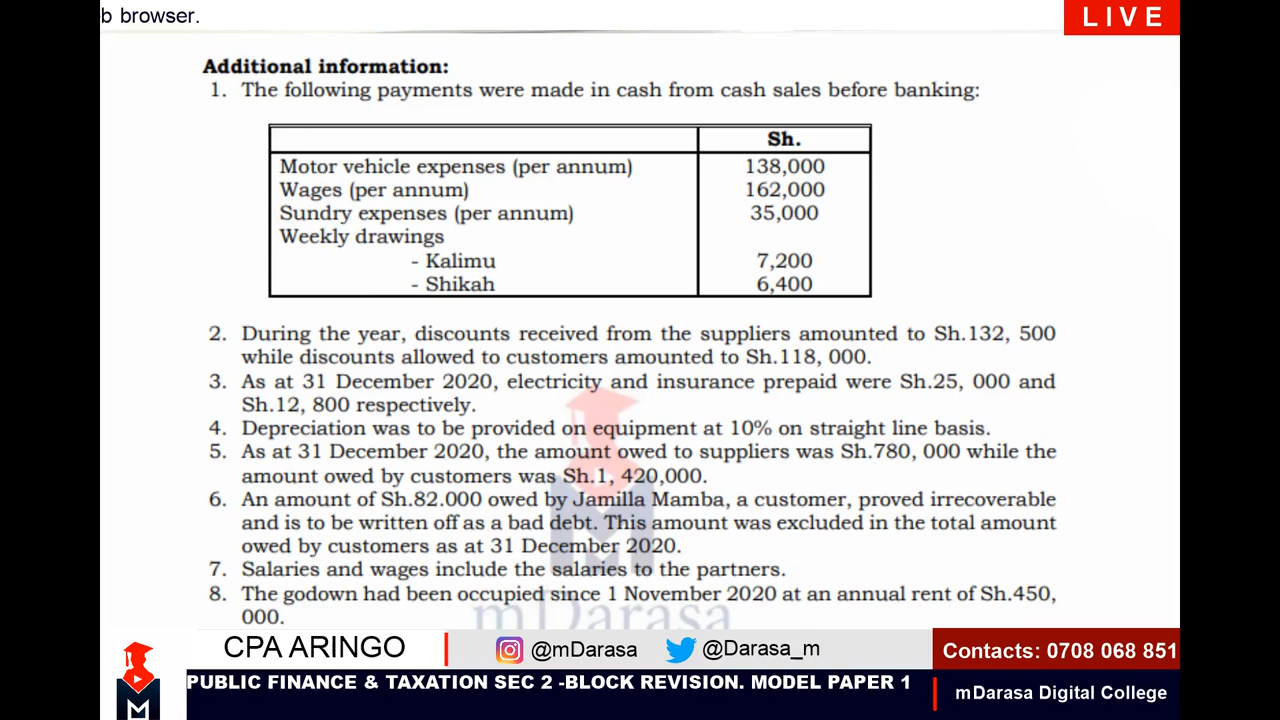 b browser.
LIVE
Additional information:
1. The following payments were made in cash from cash sales before banking:
Sh.
Motor vehicle expenses (per annum) 138,000
Wages (per annum) 162,000
Sundry expenses (per annum) 35,000
Weekly drawings
- Kalimu 7,200
- Shikah 6,400
2. During the year, discounts received from the suppliers amounted to Sh.132, 500
while discounts allowed to customers amounted to Sh.118, 000.
3. As at 31 December 2020, electricity and insurance prepaid were Sh.25, 000 and
Sh.12, 800 respectively.
4. Depreciation was to be provided on equipment at 10% on straight line basis.
5. As at 31 December 2020, the amount owed to suppliers was Sh.780, 000 while the
amount owed by customers was Sh.1, 420,000.
6. An amount of Sh.82.000 owed by Jamilla Mamba, a customer, proved irrecoverable
and is to be written off as a bad debt. This amount was excluded in the total amount
owed by customers as at 31 December 2020.
7. Salaries and wages include the salaries to the partners.
8. The godown had been occupied since 1 November 2020 at an annual rent of Sh.450,
000.
mDarasa
CPA ARINGO
@mDarasa
@Darasa_m
Contacts: 0708 068 851
PUBLIC FINANCE & TAXATION SEC 2 -BLOCK REVISION. MODEL PAPER 1
mDarasa Digital College